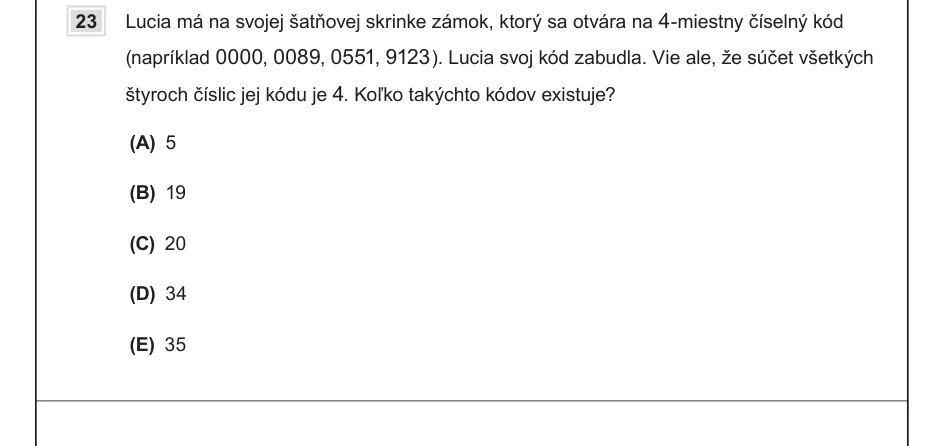 23 Lucia má na svojej šatňovej skrinke zámok, ktorý sa otvára na 4-miestny číselný kód
(napríklad 0000, 0089, 0551, 9123). Lucia svoj kód zabudla. Vie ale, že súčet všetkých
štyroch číslic jej kódu je 4. Koľko takýchto kódov existuje?
(A) 5
(B) 19
(C) 20
(D) 34
(E) 35